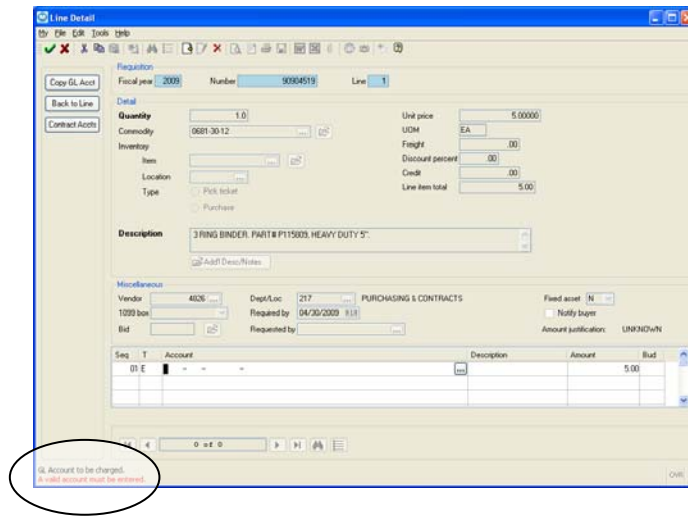 Line Detail
My File Edit Tools Help
Requisition
Copy GL Acct
Fiscal year 2009 Number 90904519 Line 1
Back to Line
Detail
Contract Accts
Quantity 1.0 Unit price 5.00000
Commodity 0681-30-12 ... UOM EA
Inventory Freight .00
Item ... Discount percent .00
Location ... Credit .00
Type Pick ticket Line item total 5.00
Purchase
Description 3 RING BINDER. PART# P115009, HEAVY DUTY 5".
Add'l Desc/Notes
Miscellaneous
Vendor 4026 ... Dept/Loc 217 ... PURCHASING & CONTRACTS Fixed asset N
1099 box Required by 04/30/2009 Notify buyer
Bid Requested by ... Amount justification: UNKNOWN
Seq T Account Description Amount Bud
01 E - - - ... 5.00
0 of 0
GL Account to be charged.
A valid account must be entered.
OVR